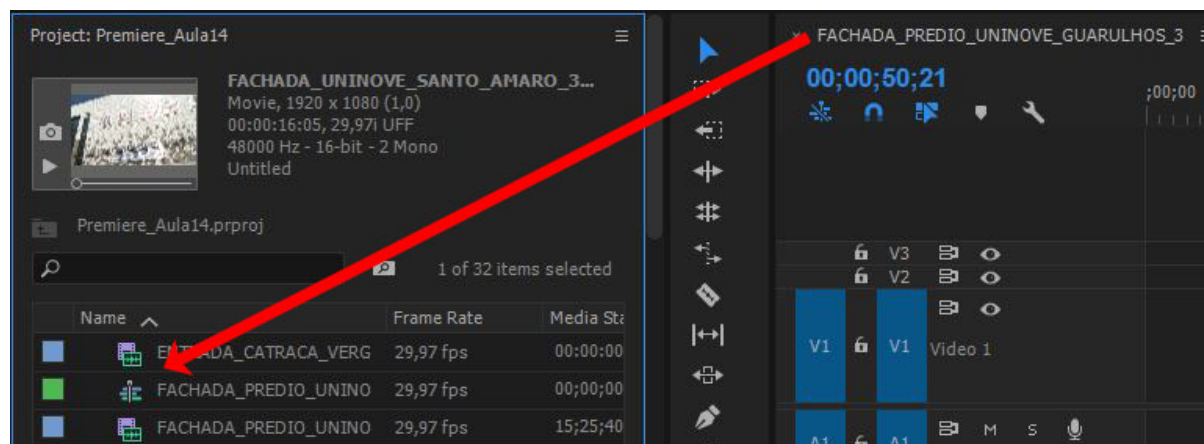 Project: Premiere_Aula14
FACHADA_UNINOVE_SANTO_AMARO_3...
Movie, 1920 x 1080 (1,0)
00:00:16:05, 29,97i UFF
48000 Hz - 16-bit - 2 Mono
Untitled
Premiere_Aula14.prproj
1 of 32 items selected
Name Frame Rate Media Sta
CATRACA_VERG 29,97 fps 00:00:00
FACHADA_PREDIO_UNINO 29,97 fps 00;00;00
FACHADA_PREDIO_UNINO 29,97 fps 15;25;40
FACHADA_PREDIO_UNINOVE_GUARULHOS_3
00;00;50;21
;00;00
V3
V2
V1 V1 Video 1
A1 A1 M S